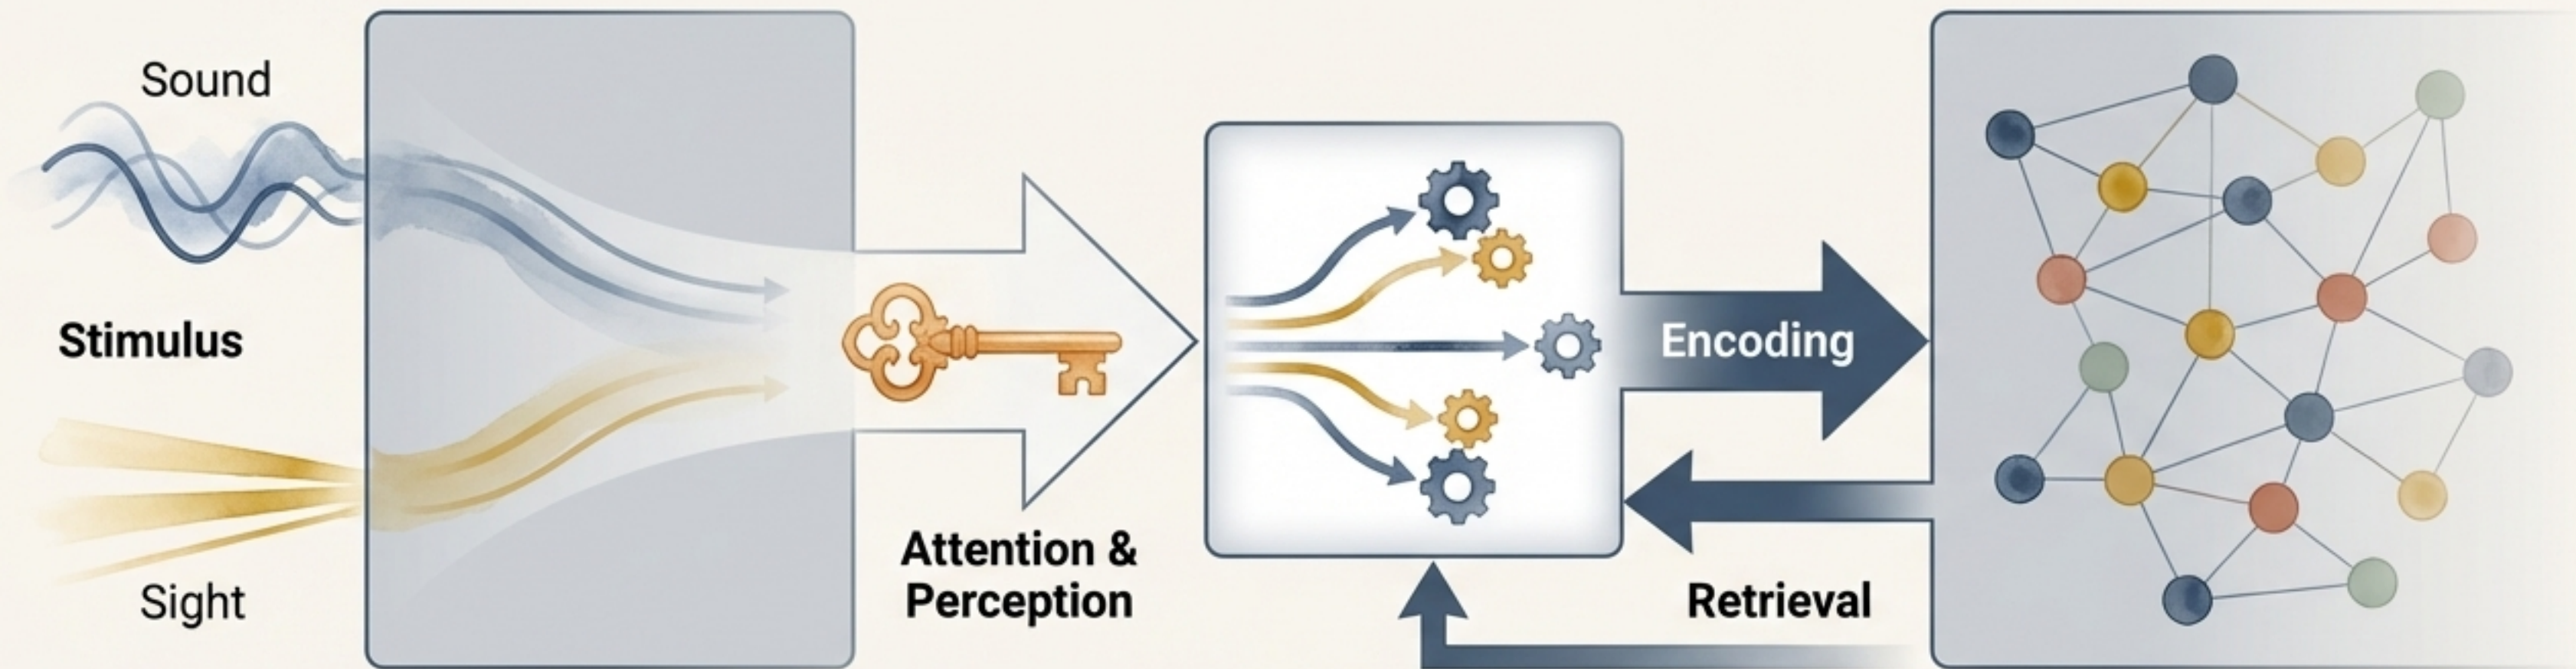 Sound
Stimulus
Sight
Attention &
Perception
Encoding
Retrieval